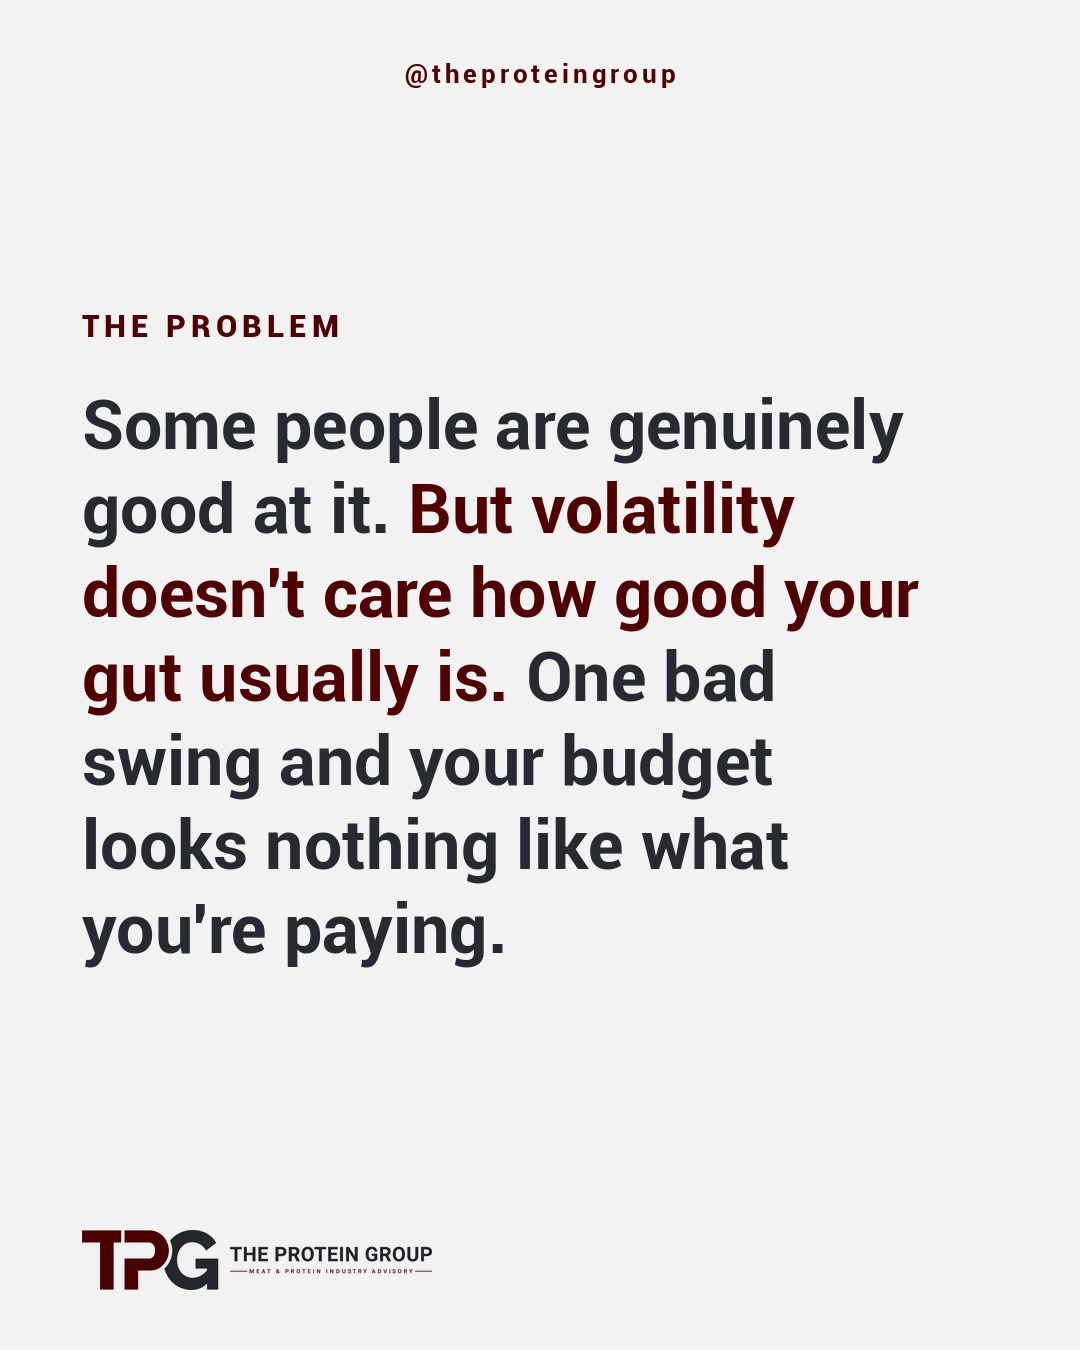 @theproteingroup
THE PROBLEM
Some people are genuinely
good at it. But volatility
doesn't care how good your
gut usually is. One bad
swing and your budget
looks nothing like what
you're paying.
TPG
THE PROTEIN GROUP
MEAT & PROTEIN INDUSTRY ADVISORY